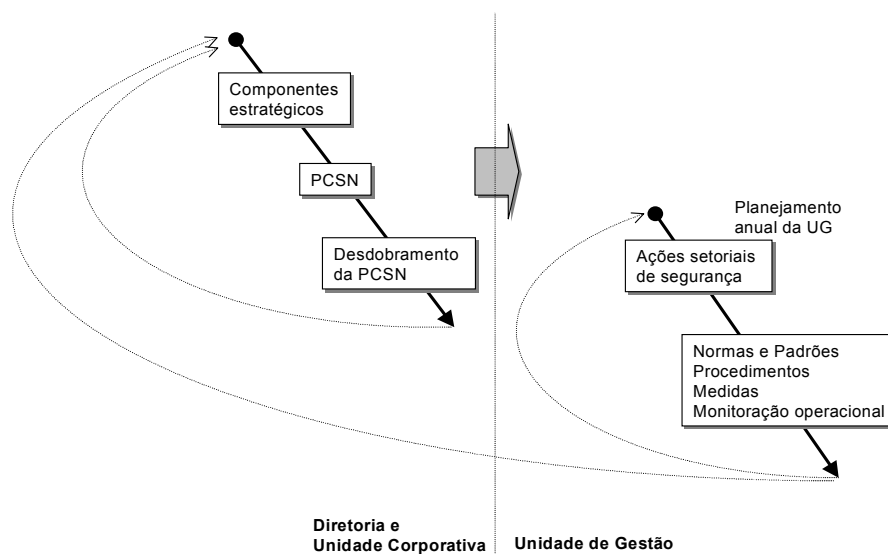 Componentes
estratégicos
PCSN
Desdobramento
da PCSN
Planejamento
anual da UG
Ações setoriais
de segurança
Normas e Padrões
Procedimentos
Medidas
Monitoração operacional
Diretoria e
Unidade Corporativa
Unidade de Gestão